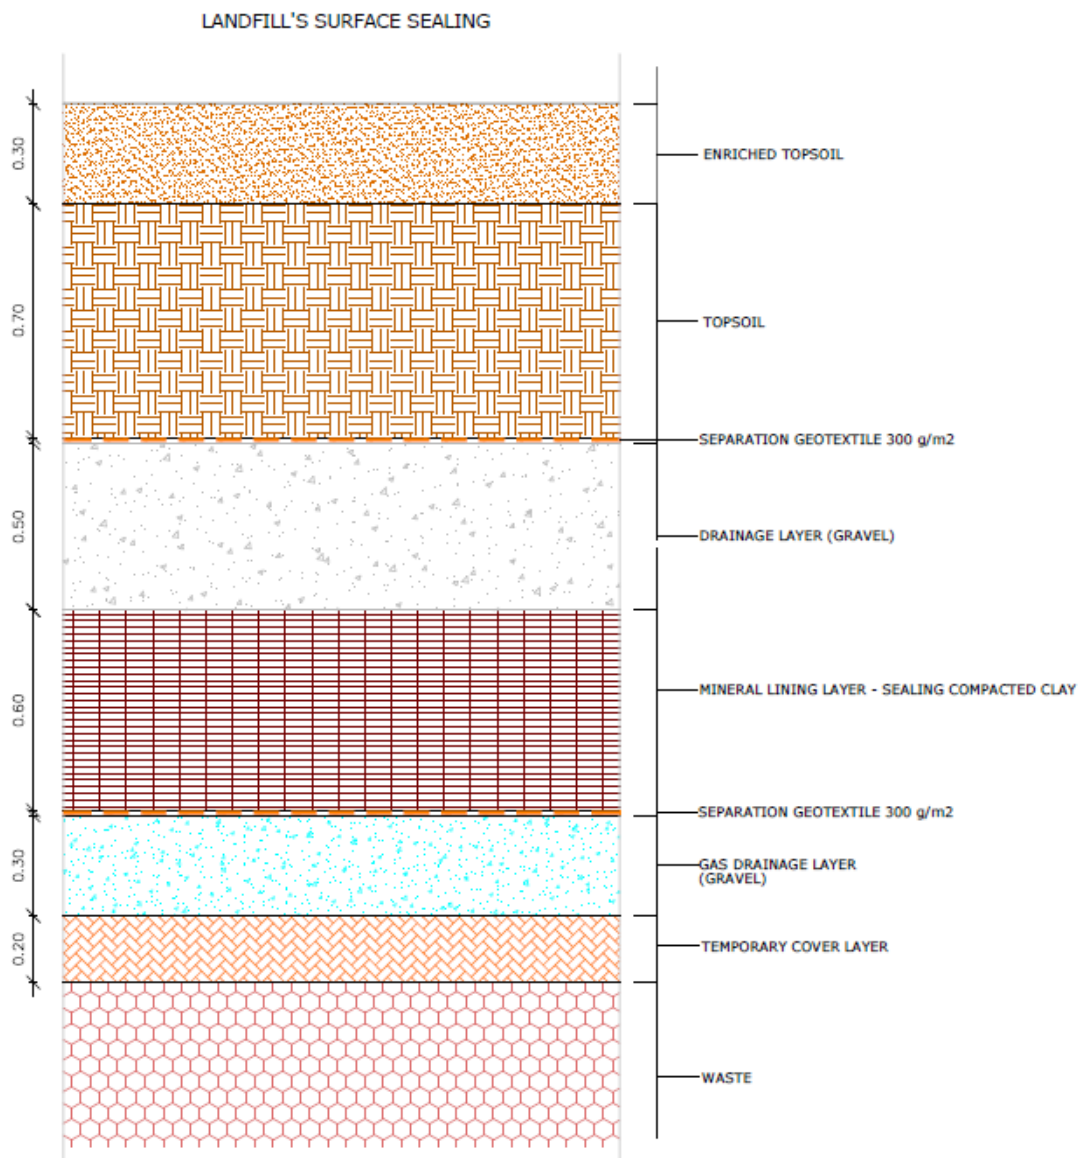 LANDFILL'S SURFACE SEALING
0.30
ENRICHED TOPSOIL
0.70
TOPSOIL
SEPARATION GEOTEXTILE 300 g/m2
0.50
DRAINAGE LAYER (GRAVEL)
0.60
MINERAL LINING LAYER - SEALING COMPACTED CLAY
SEPARATION GEOTEXTILE 300 g/m2
0.30
GAS DRAINAGE LAYER
(GRAVEL)
0.20
TEMPORARY COVER LAYER
WASTE